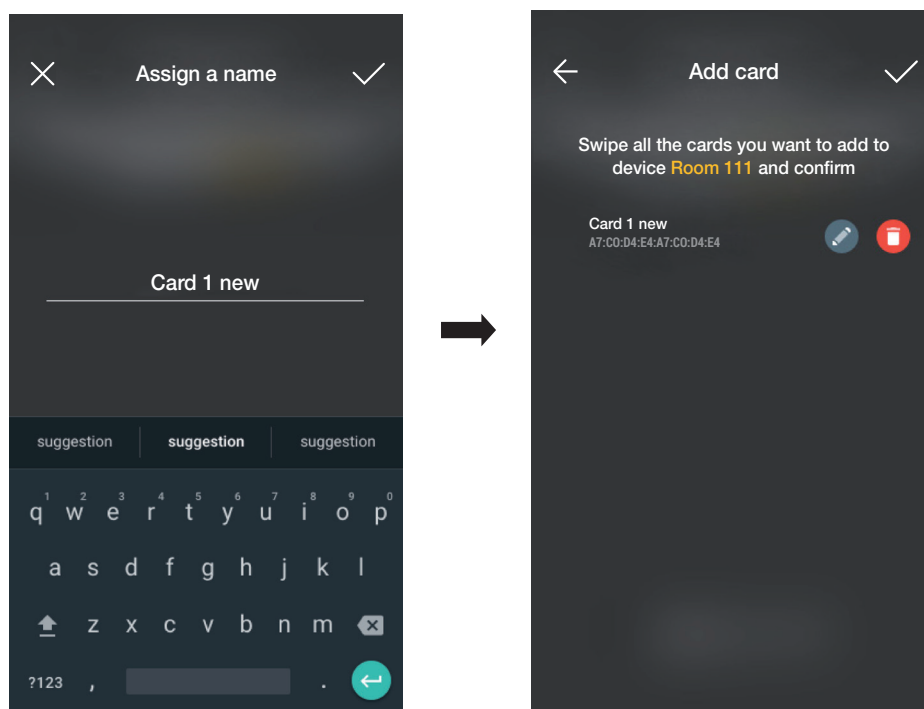 Assign a name
Card 1 new
suggestion suggestion suggestion
1 2 3 4 5 6 7 8 9 0
q w e r t y u i o p
a s d f g h j k l
z x c v b n m
?123 , .
Add card
Swipe all the cards you want to add to
device Room 111 and confirm
Card 1 new
A7:C0:D4:E4:A7:C0:D4:E4